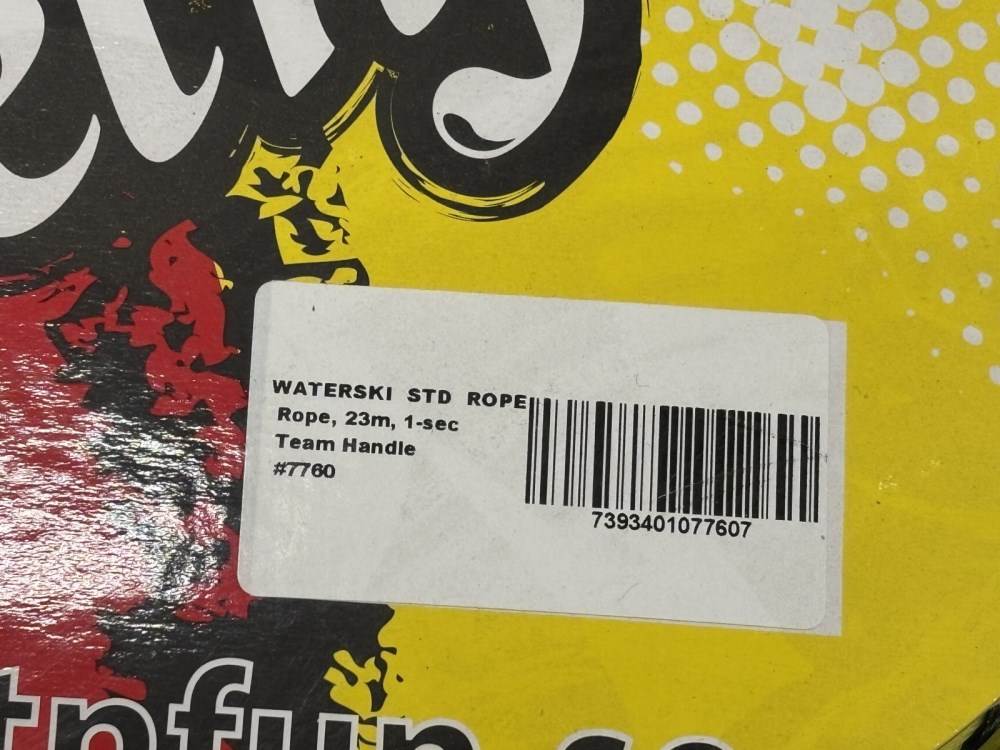 WATERSKI STD ROPE
Rope, 23m, 1-sec
Team Handle
#7760
7393401077607